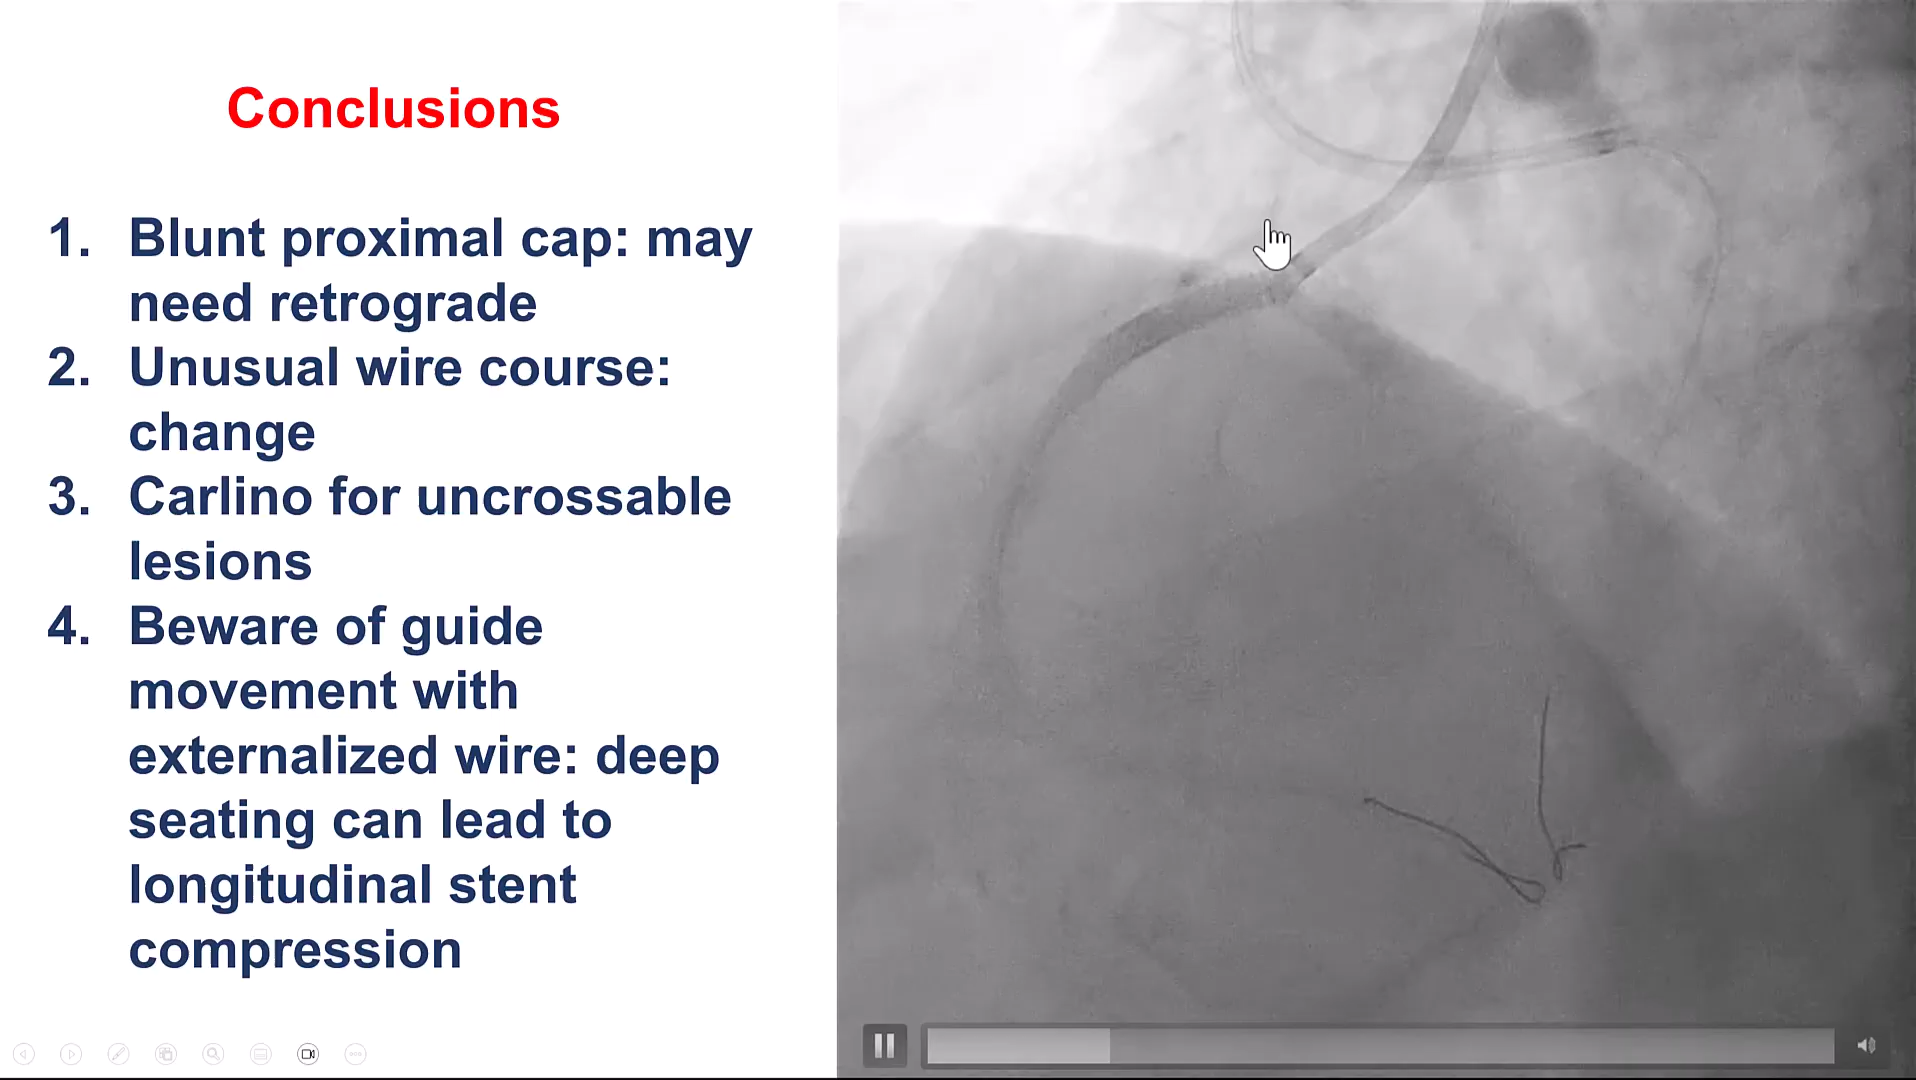 Conclusions
1. Blunt proximal cap: may
need retrograde
2. Unusual wire course:
change
3. Carlino for uncrossable
lesions
4. Beware of guide
movement with
externalized wire: deep
seating can lead to
longitudinal stent
compression